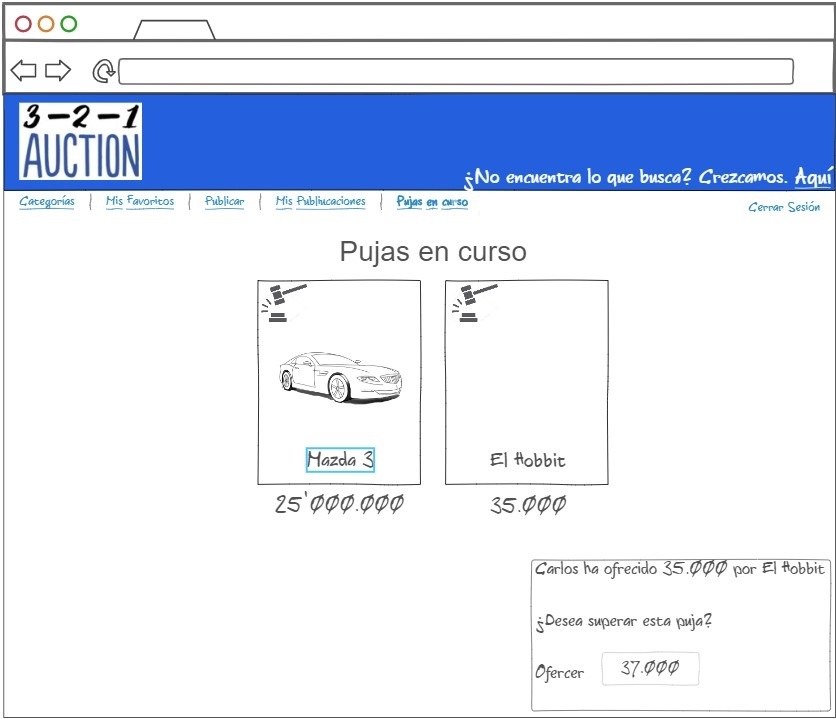 3-2-1
AUCTION
¿No encuentra lo que busca? Crezcamos. Aquí
Categorías | Mis Favoritos | Publicar | Mis Publiucaciones | Pujas en curso
Cerrar Sesión
Pujas en curso
Mazda 3
El Hobbit
25'000.000
35.000
Carlos ha ofrecido 35.000 por El Hobbit
¿Desea superar esta puja?
Ofercer 37.000